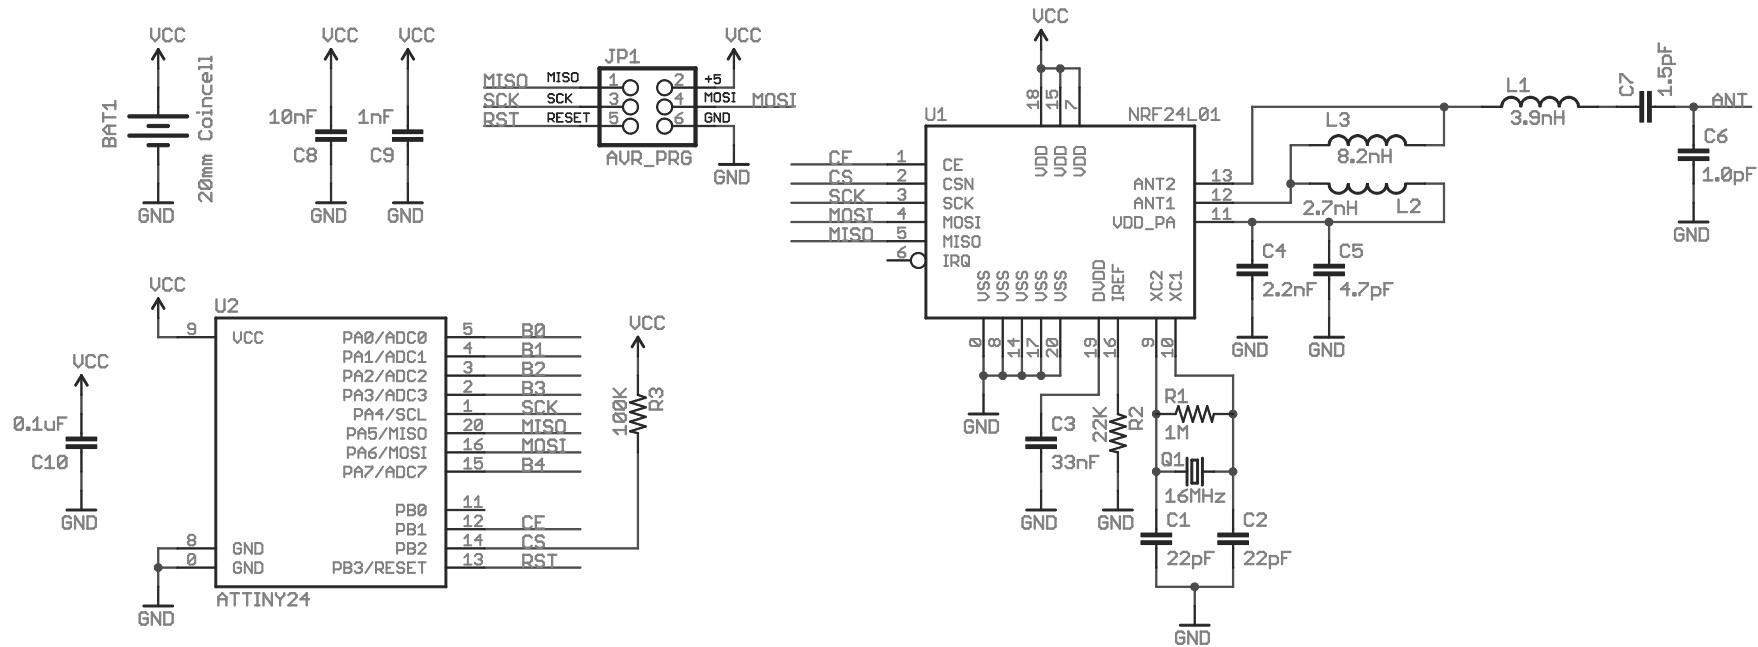 VCC
BAT1
20mm Coincell
GND
VCC
10nF
C8
GND
VCC
1nF
C9
GND
JP1
MISO MISO 1 2 +5 VCC
SCK SCK 3 4 MOSI MOSI
RST RESET 5 6 GND
AVR_PRG
GND
VCC
18 15 7
U1 NRF24L01
VDD VDD VDD
CE 1 CE
CS 2 CSN
SCK 3 SCK
MOSI 4 MOSI
MISO 5 MISO
6 IRQ
ANT2 13
ANT1 12
VDD_PA 11
VSS VSS VSS VSS VSS DVDD IREF XC2 XC1
0 8 14 17 20 19 16 9 10
GND
C3
33nF
GND
22K R2
GND
R1
1M
Q1
16MHz
C1
22pF
C2
22pF
GND
L3
8.2nH
2.7nH L2
C4
2.2nF
GND
C5
4.7pF
GND
L1
3.9nH
C7
1.5pF
ANT
C6
1.0pF
GND
VCC
0.1uF
C10
GND
VCC
U2
9 VCC
8 GND
0 GND
GND
PA0/ADC0 5 B0
PA1/ADC1 4 B1
PA2/ADC2 3 B2
PA3/ADC3 2 B3
PA4/SCL 1 SCK
PA5/MISO 20 MISO
PA6/MOSI 16 MOSI
PA7/ADC7 15 B4
PB0 11
PB1 12 CE
PB2 14 CS
PB3/RESET 13 RST
ATTINY24
VCC
100K R3